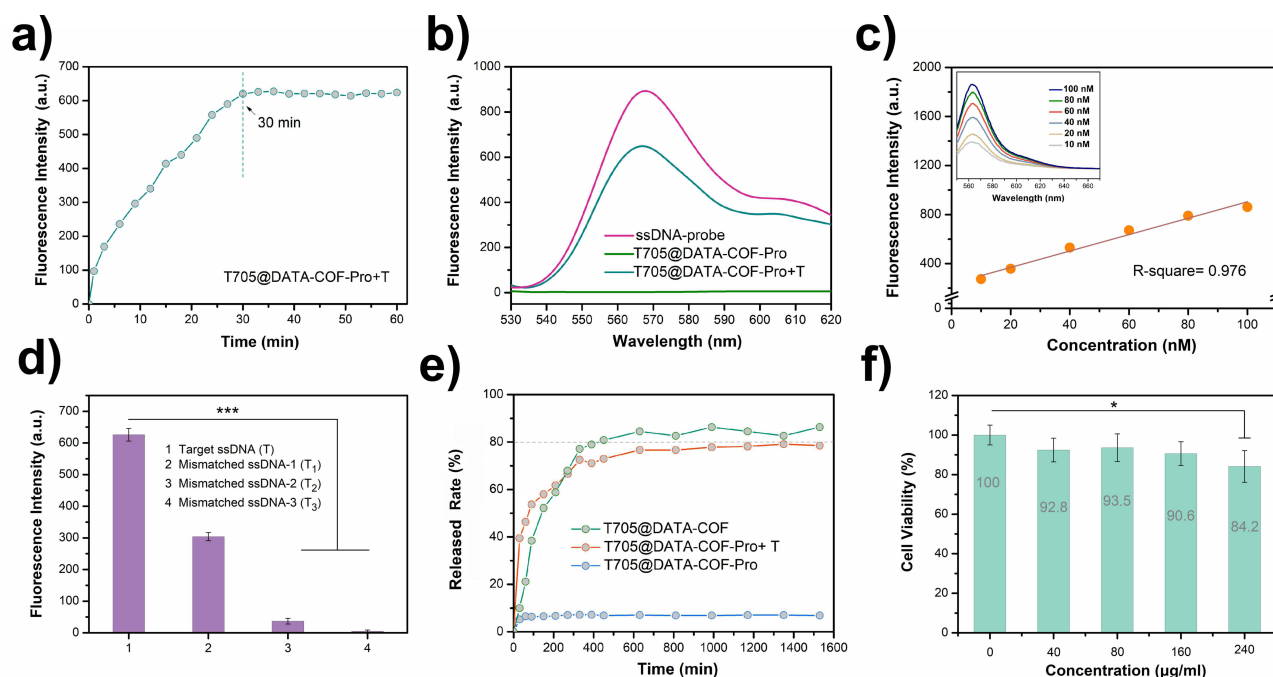 a)
700
600
500
400
300
200
100
0
0 10 20 30 40 50 60
Fluorescence Intensity (a.u.)
Time (min)
30 min
T705@DATA-COF-Pro+T
b)
1000
800
600
400
200
0
530 540 550 560 570 580 590 600 610 620
Fluorescence Intensity (a.u.)
Wavelength (nm)
ssDNA-probe
T705@DATA-COF-Pro
T705@DATA-COF-Pro+T
c)
2000
1600
1200
800
400
0
0 20 40 60 80 100
Fluorescence Intensity (a.u.)
Concentration (nM)
100 nM
80 nM
60 nM
40 nM
20 nM
10 nM
560 580 600 620 640 660
Wavelength (nm)
R-square= 0.976
d)
700
600
500
400
300
200
100
0
1 2 3 4
Fluorescence Intensity (a.u.)
***
1 Target ssDNA (T)
2 Mismatched ssDNA-1 (T1)
3 Mismatched ssDNA-2 (T2)
4 Mismatched ssDNA-3 (T3)
e)
100
80
60
40
20
0
0 200 400 600 800 1000 1200 1400 1600
Released Rate (%)
Time (min)
T705@DATA-COF
T705@DATA-COF-Pro+ T
T705@DATA-COF-Pro
f)
120
100
80
60
40
20
0
0 40 80 160 240
Cell Viability (%)
Concentration (μg/ml)
*
100
92.8
93.5
90.6
84.2